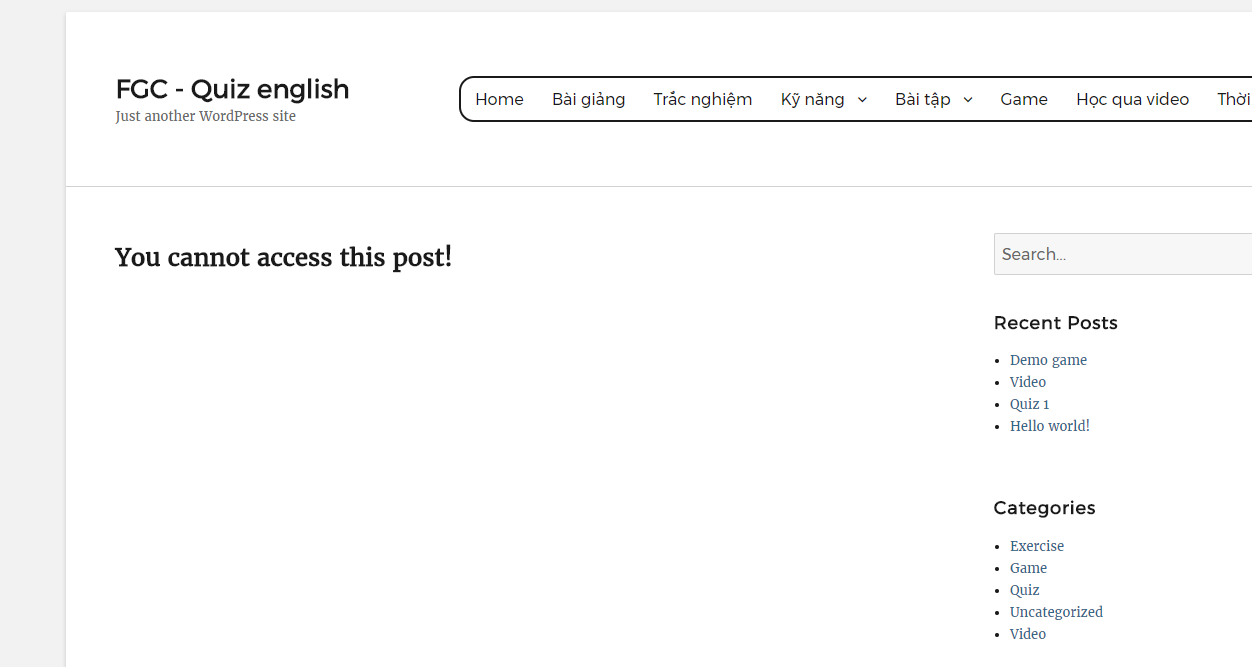 FGC - Quiz english
Just another WordPress site
Home Bài giảng Trắc nghiệm Kỹ năng Bài tập Game Học qua video Thời
You cannot access this post!
Search...
Recent Posts
Demo game
Video
Quiz 1
Hello world!
Categories
Exercise
Game
Quiz
Uncategorized
Video